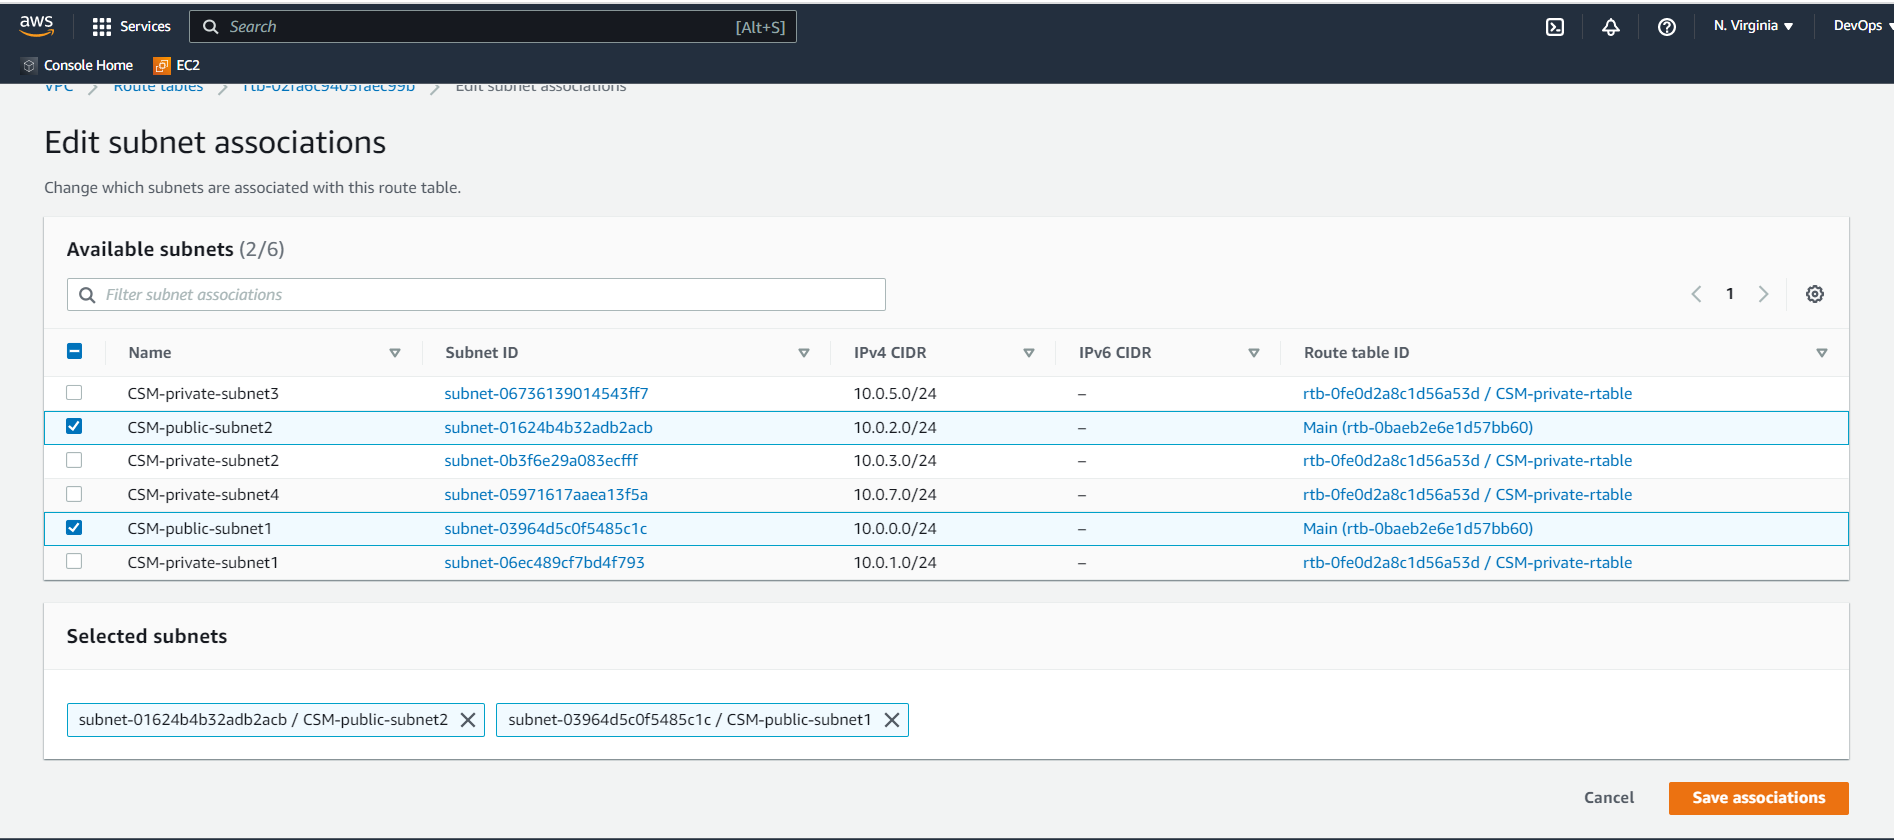 aws Services Search [Alt+S] N. Virginia DevOps
Console Home EC2
VPC Route tables rtb-02fa6c9405faec99b Edit subnet associations
Edit subnet associations
Change which subnets are associated with this route table.
Available subnets (2/6)
Filter subnet associations 1
Name Subnet ID IPv4 CIDR IPv6 CIDR Route table ID
CSM-private-subnet3 subnet-06736139014543ff7 10.0.5.0/24 – rtb-0fe0d2a8c1d56a53d / CSM-private-rtable
CSM-public-subnet2 subnet-01624b4b32adb2acb 10.0.2.0/24 – Main (rtb-0baeb2e6e1d57bb60)
CSM-private-subnet2 subnet-0b3f6e29a083ecfff 10.0.3.0/24 – rtb-0fe0d2a8c1d56a53d / CSM-private-rtable
CSM-private-subnet4 subnet-05971617aaea13f5a 10.0.7.0/24 – rtb-0fe0d2a8c1d56a53d / CSM-private-rtable
CSM-public-subnet1 subnet-03964d5c0f5485c1c 10.0.0.0/24 – Main (rtb-0baeb2e6e1d57bb60)
CSM-private-subnet1 subnet-06ec489cf7bd4f793 10.0.1.0/24 – rtb-0fe0d2a8c1d56a53d / CSM-private-rtable
Selected subnets
subnet-01624b4b32adb2acb / CSM-public-subnet2 subnet-03964d5c0f5485c1c / CSM-public-subnet1
Cancel Save associations